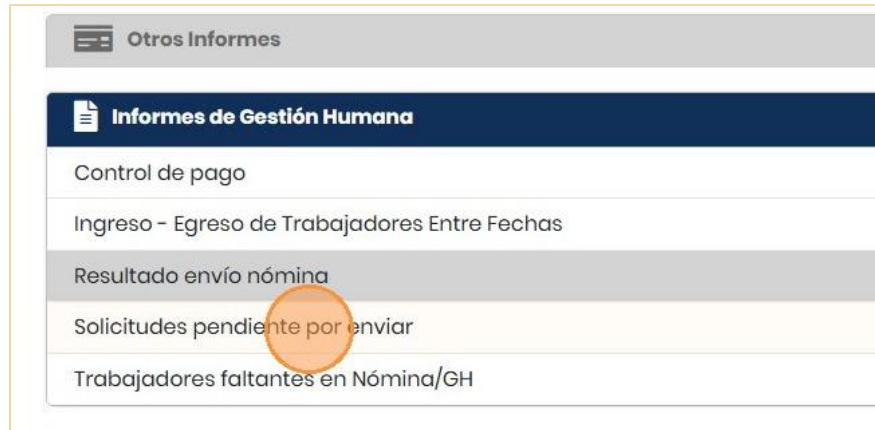 Otros Informes
Informes de Gestión Humana
Control de pago
Ingreso - Egreso de Trabajadores Entre Fechas
Resultado envío nómina
Solicitudes pendiente por enviar
Trabajadores faltantes en Nómina/GH